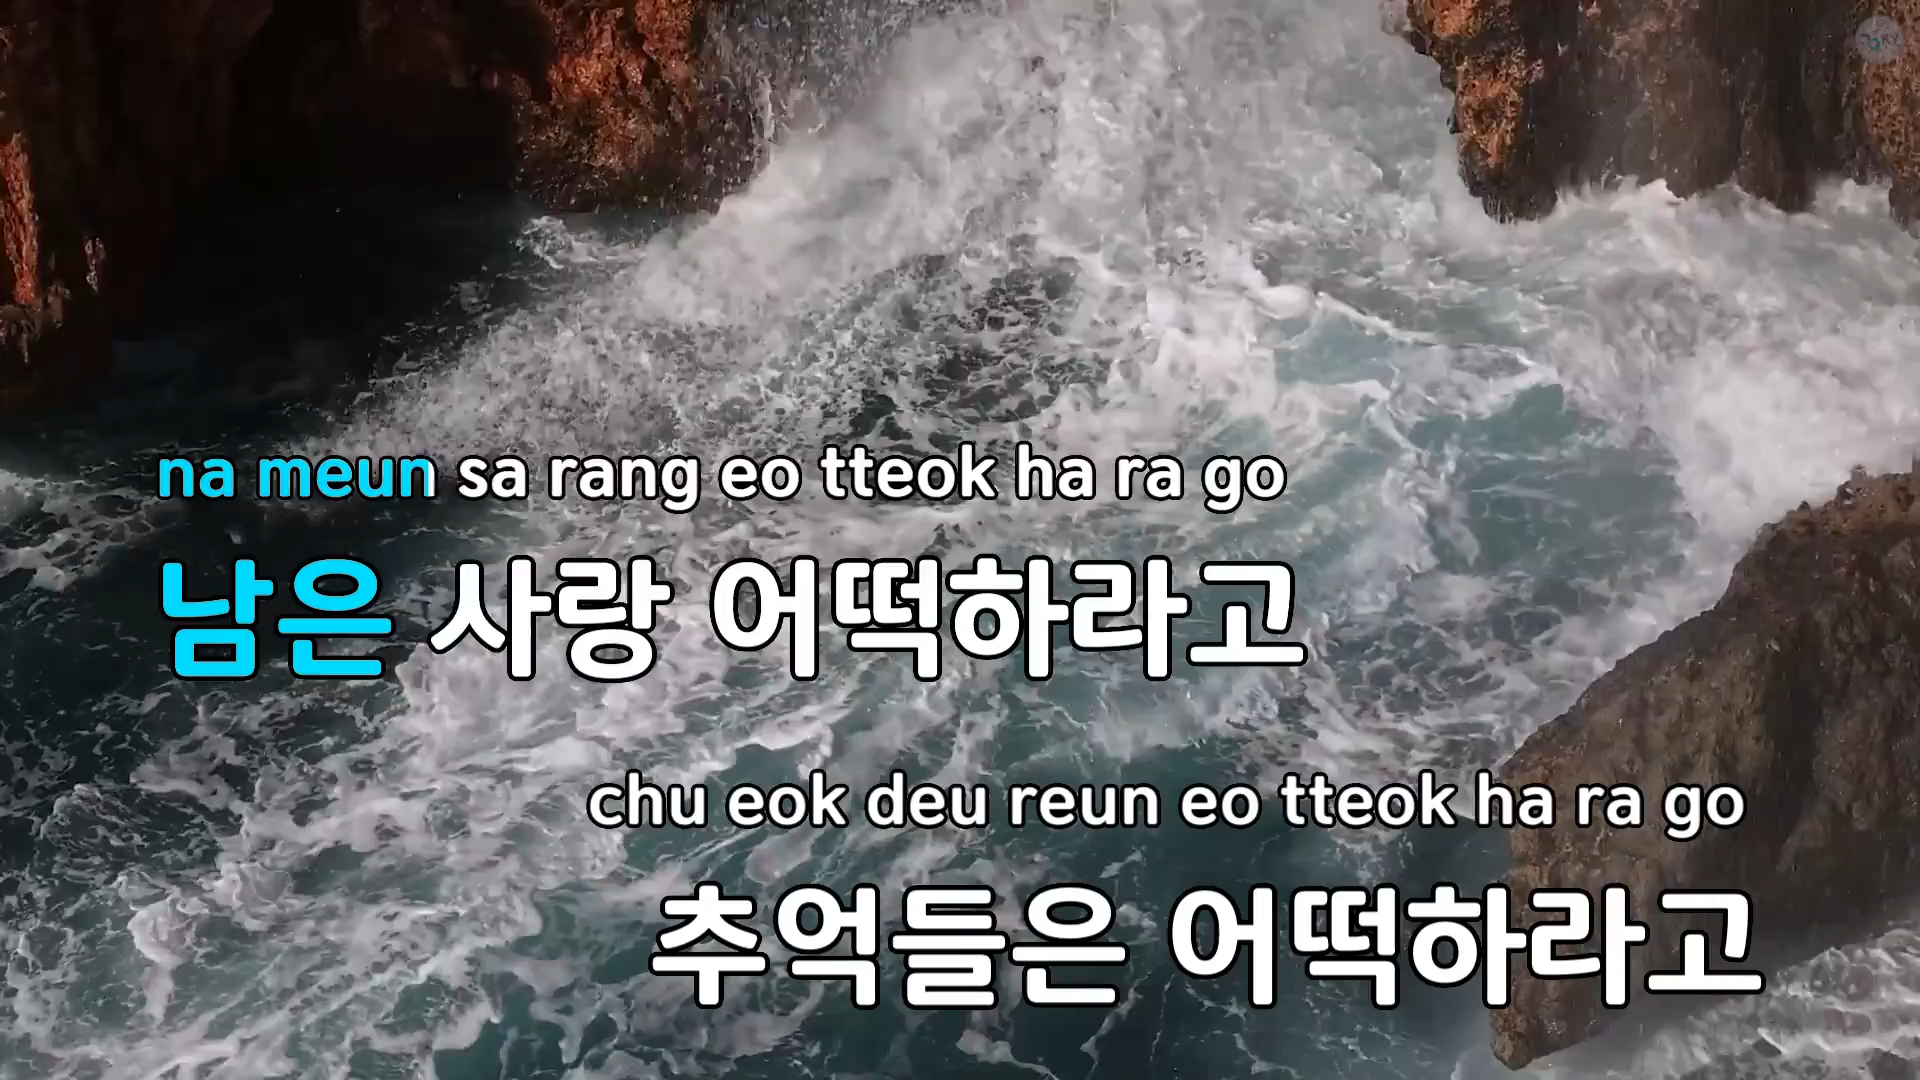 na meun sa rang eo tteok ha ra go
남은 사랑 어떡하라고
chu eok deu reun eo tteok ha ra go
추억들은 어떡하라고